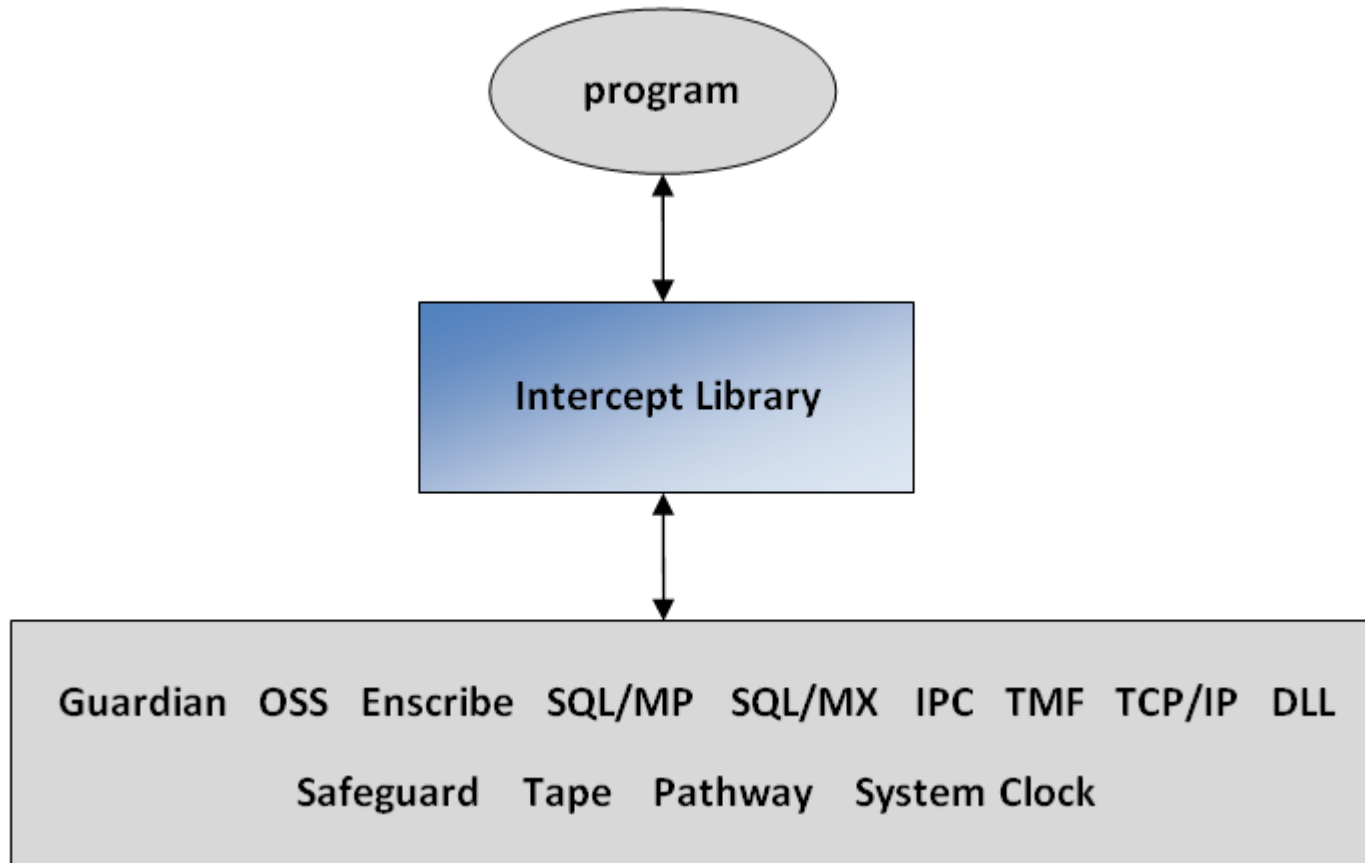 program
Intercept Library
Guardian OSS Enscribe SQL/MP SQL/MX IPC TMF TCP/IP DLL
Safeguard Tape Pathway System Clock